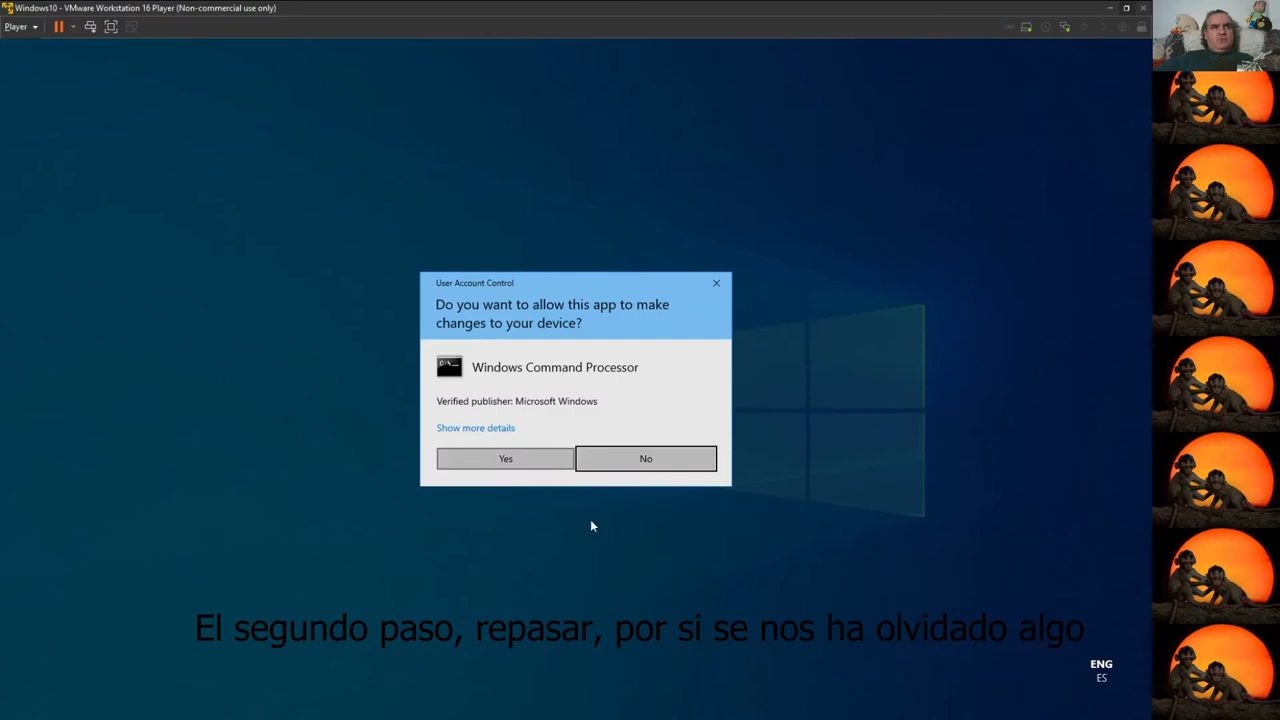 Windows10 - VMware Workstation 16 Player (Non-commercial use only)
Player
User Account Control
Do you want to allow this app to make
changes to your device?
C:\
Windows Command Processor
Verified publisher: Microsoft Windows
Show more details
Yes
No
El segundo paso, repasar, por si se nos ha olvidado algo
ENG
ES